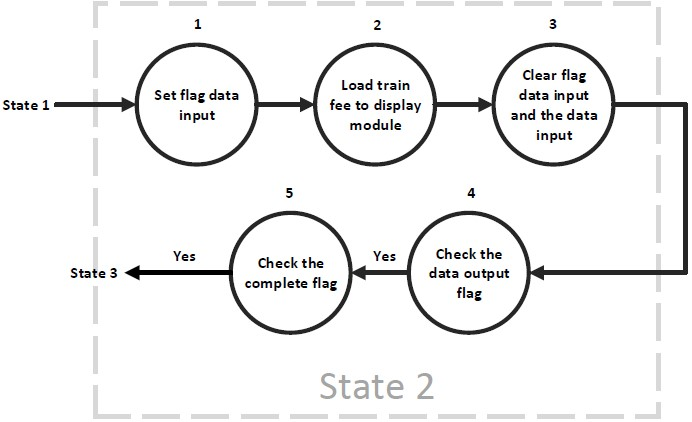 1
2
3
State 1
Set flag data
input
Load train
fee to display
module
Clear flag
data input
and the data
input
5
4
State 3
Yes
Check the
complete flag
Yes
Check the
data output
flag
State 2